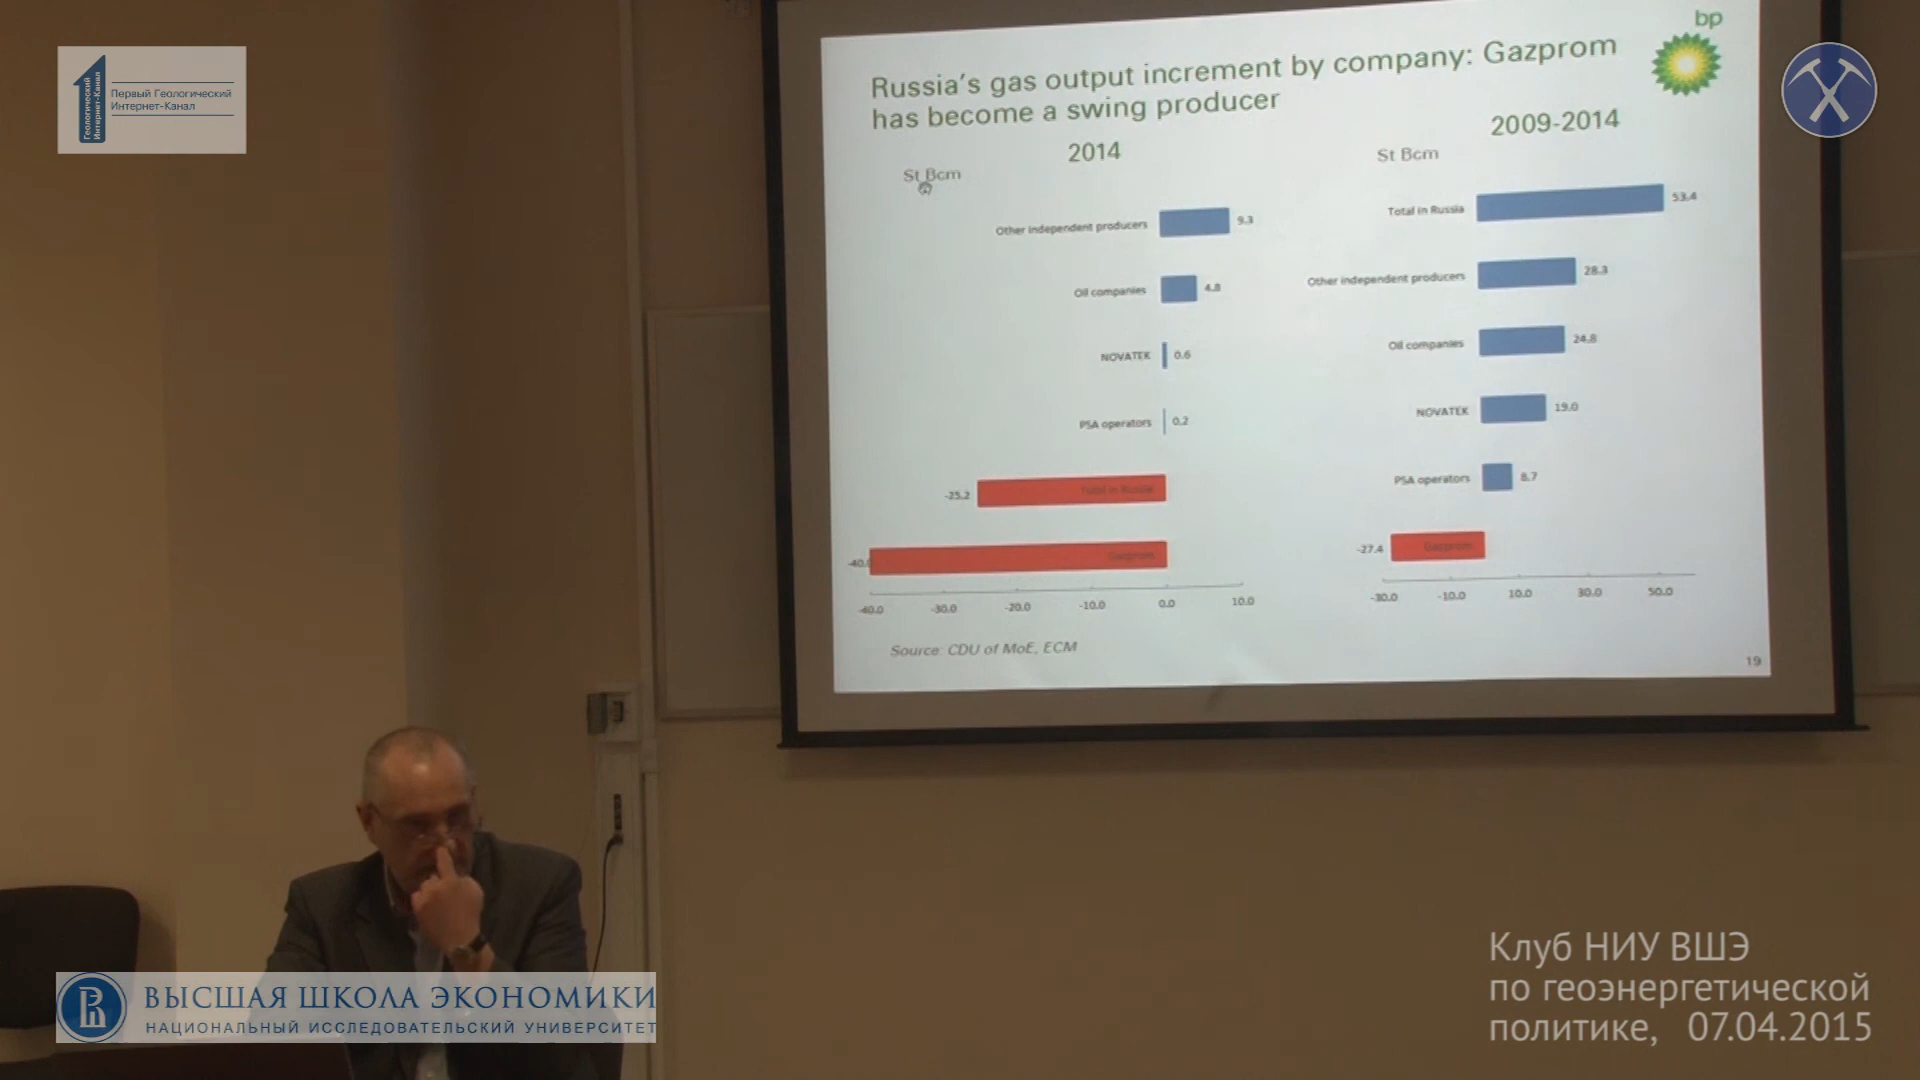 Геологический
Интернет-Канал
Первый Геологический
Интернет-Канал
bp
Russia's gas output increment by company: Gazprom
has become a swing producer
2014
St Bcm
Other independent producers 9.3
Oil companies 4.8
NOVATEK 0.6
PSA operators 0.2
-25.2 Total in Russia
-40.0 Gazprom
-40.0 -30.0 -20.0 -10.0 0.0 10.0
2009-2014
St Bcm
Total in Russia 53.4
Other independent producers 28.3
Oil companies 24.8
NOVATEK 19.0
PSA operators 8.7
-27.4 Gazprom
-30.0 -10.0 10.0 30.0 50.0
Source: CDU of MoE, ECM
19
ВЫСШАЯ ШКОЛА ЭКОНОМИКИ
НАЦИОНАЛЬНЫЙ ИССЛЕДОВАТЕЛЬСКИЙ УНИВЕРСИТЕТ
Клуб НИУ ВШЭ
по геоэнергетической
политике, 07.04.2015